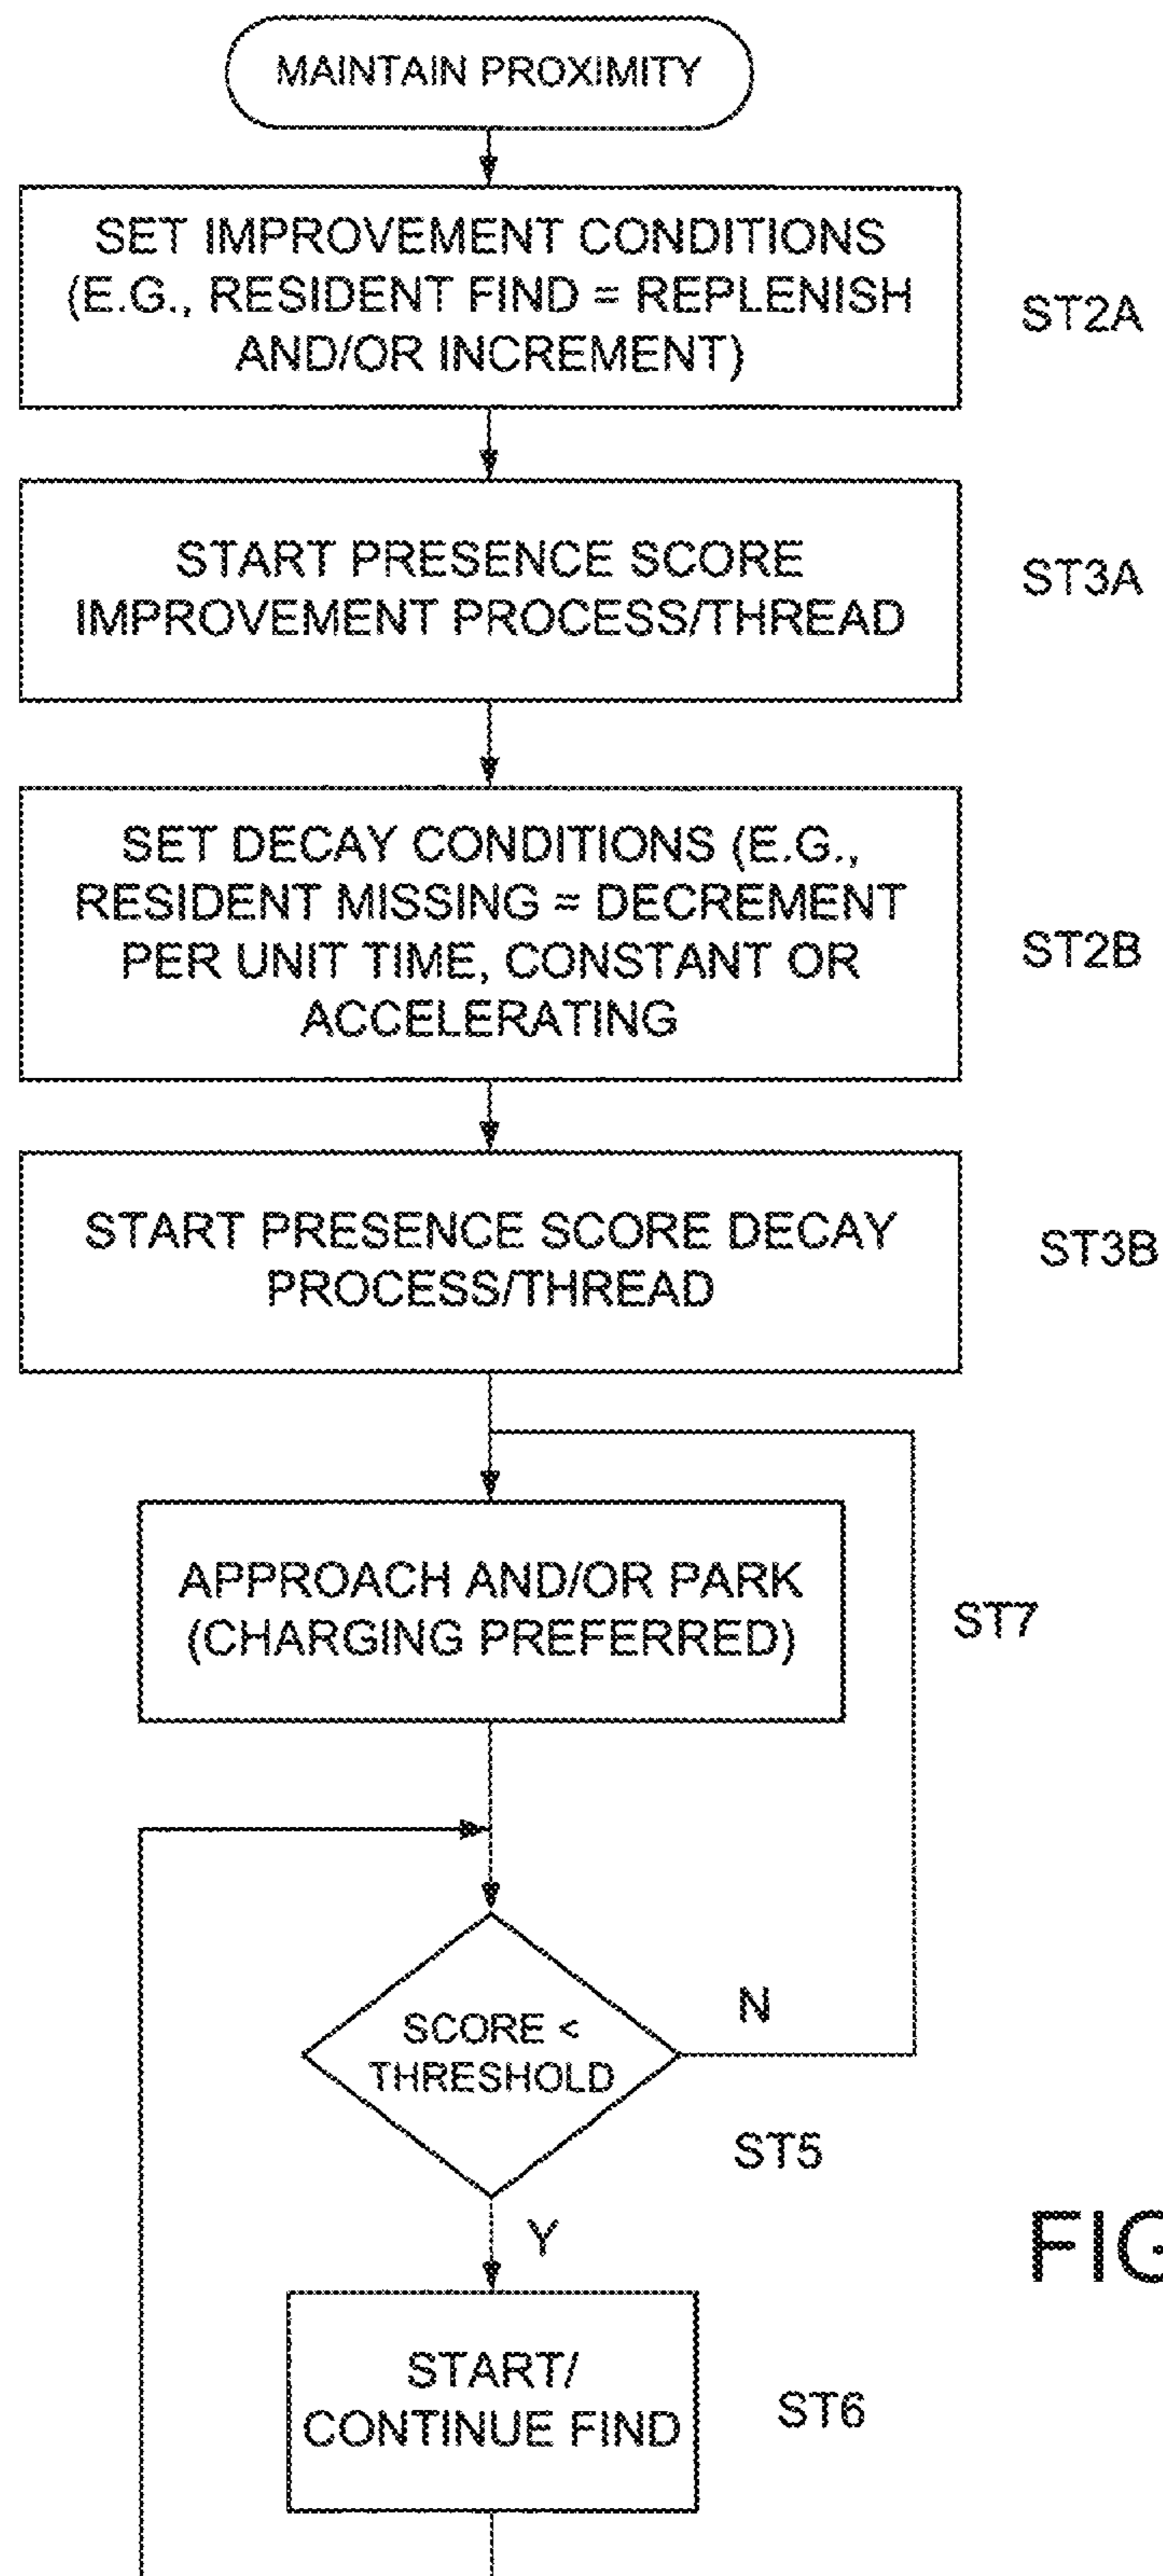 MAINTAIN PROXIMITY
SET IMPROVEMENT CONDITIONS
(E.G., RESIDENT FIND = REPLENISH
AND/OR INCREMENT)
ST2A
START PRESENCE SCORE
IMPROVEMENT PROCESS/THREAD
ST3A
SET DECAY CONDITIONS (E.G.,
RESIDENT MISSING = DECREMENT
PER UNIT TIME, CONSTANT OR
ACCELERATING
ST2B
START PRESENCE SCORE DECAY
PROCESS/THREAD
ST3B
APPROACH AND/OR PARK
(CHARGING PREFERRED)
ST7
SCORE <
THRESHOLD
N
ST5
Y
FIG
START/
CONTINUE FIND
ST6